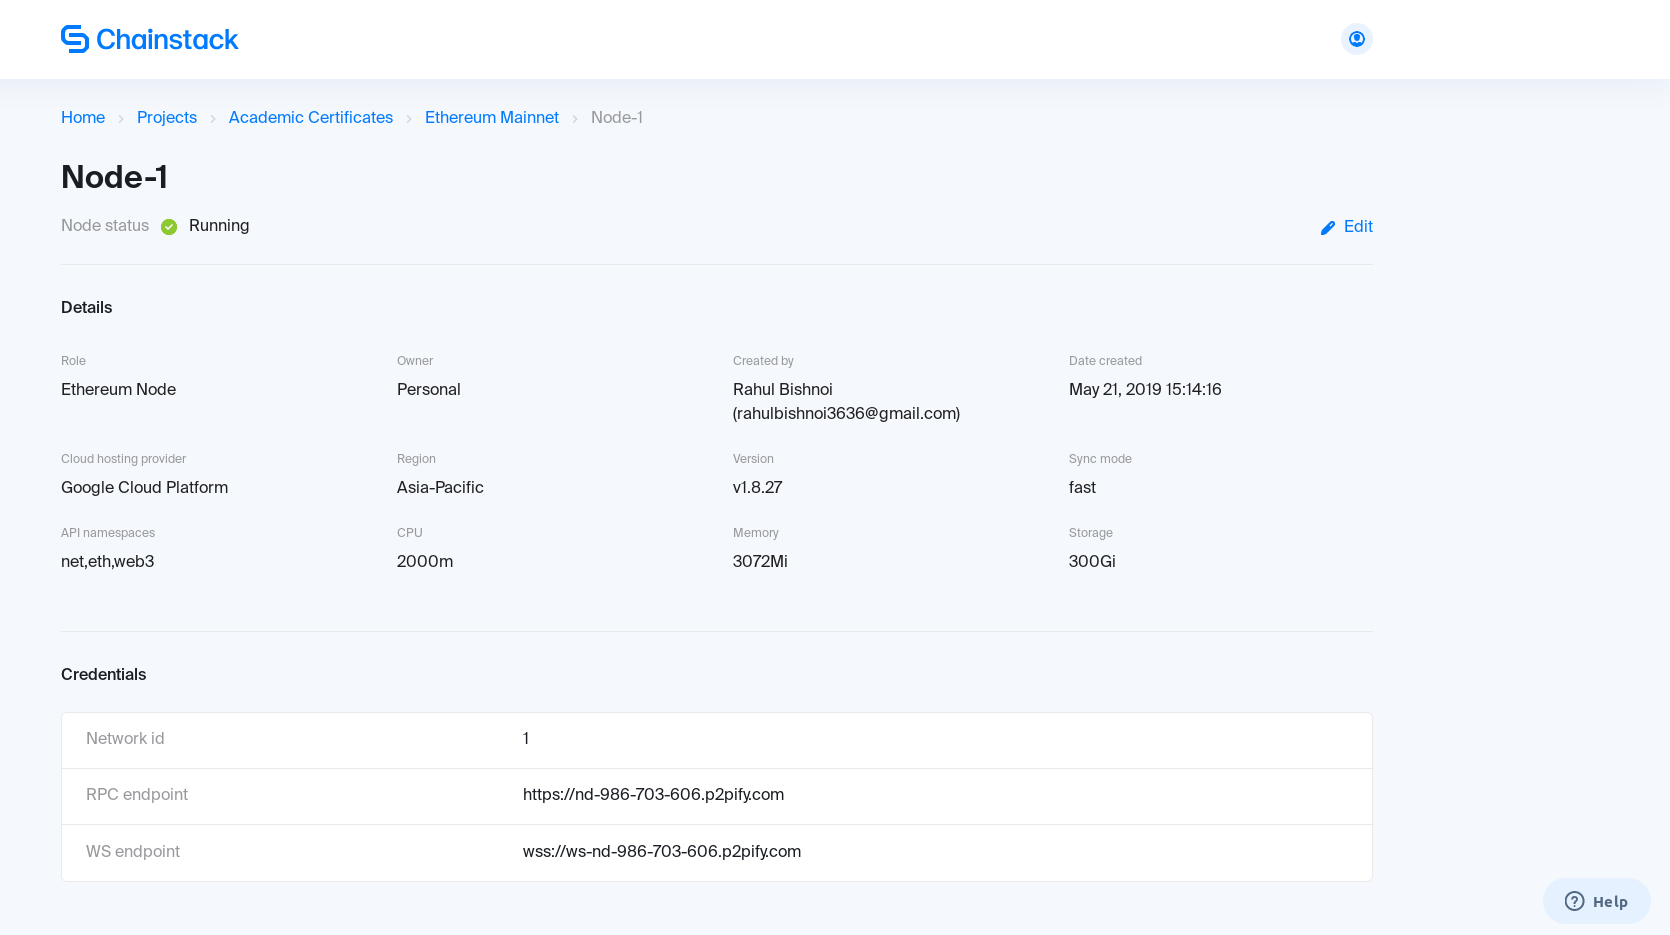 Chainstack
Home > Projects > Academic Certificates > Ethereum Mainnet > Node-1
Node-1
Node status Running
Edit
Details
Role
Ethereum Node
Owner
Personal
Created by
Rahul Bishnoi
(rahulbishnoi3636@gmail.com)
Date created
May 21, 2019 15:14:16
Cloud hosting provider
Google Cloud Platform
Region
Asia-Pacific
Version
v1.8.27
Sync mode
fast
API namespaces
net,eth,web3
CPU
2000m
Memory
3072Mi
Storage
300Gi
Credentials
Network id 1
RPC endpoint https://nd-986-703-606.p2pify.com
WS endpoint wss://ws-nd-986-703-606.p2pify.com
Help